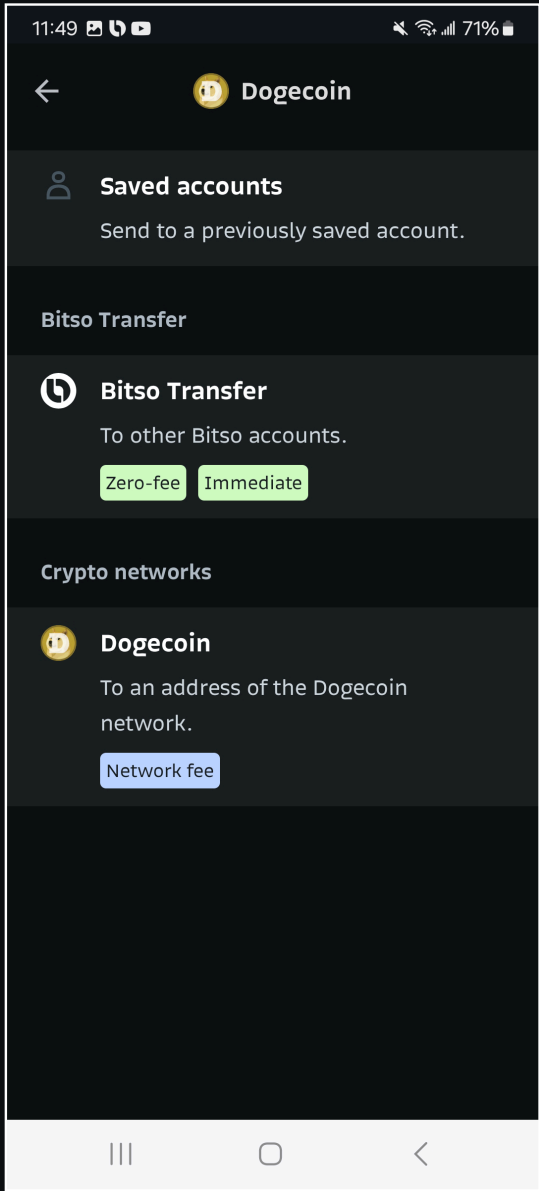 11:49 71%
Dogecoin
Saved accounts
Send to a previously saved account.
Bitso Transfer
Bitso Transfer
To other Bitso accounts.
Zero-fee Immediate
Crypto networks
Dogecoin
To an address of the Dogecoin
network.
Network fee